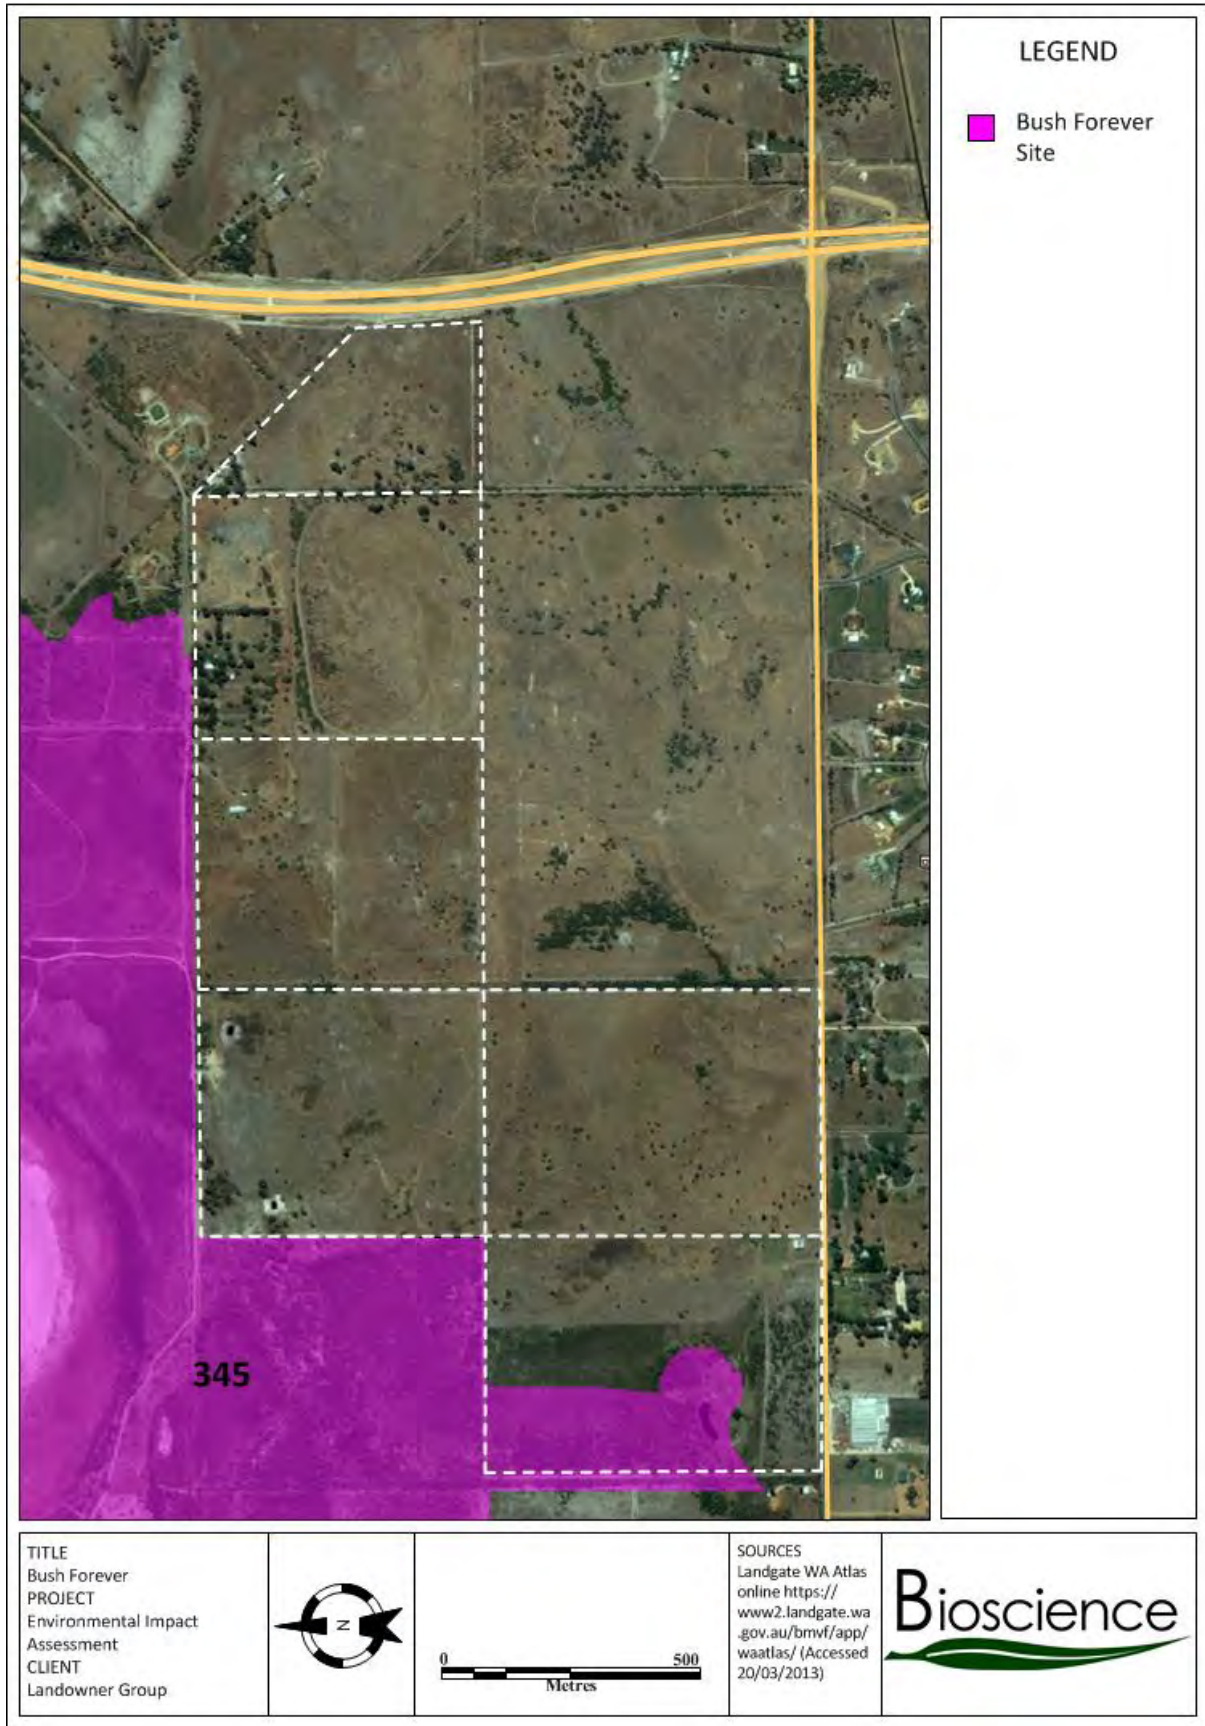 LEGEND
Bush Forever
Site
345
TITLE
Bush Forever
PROJECT
Environmental Impact
Assessment
CLIENT
Landowner Group
N
0 500
Metres
SOURCES
Landgate WA Atlas
online https://
www2.landgate.wa
.gov.au/bmvf/app/
waatlas/ (Accessed
20/03/2013)
Bioscience